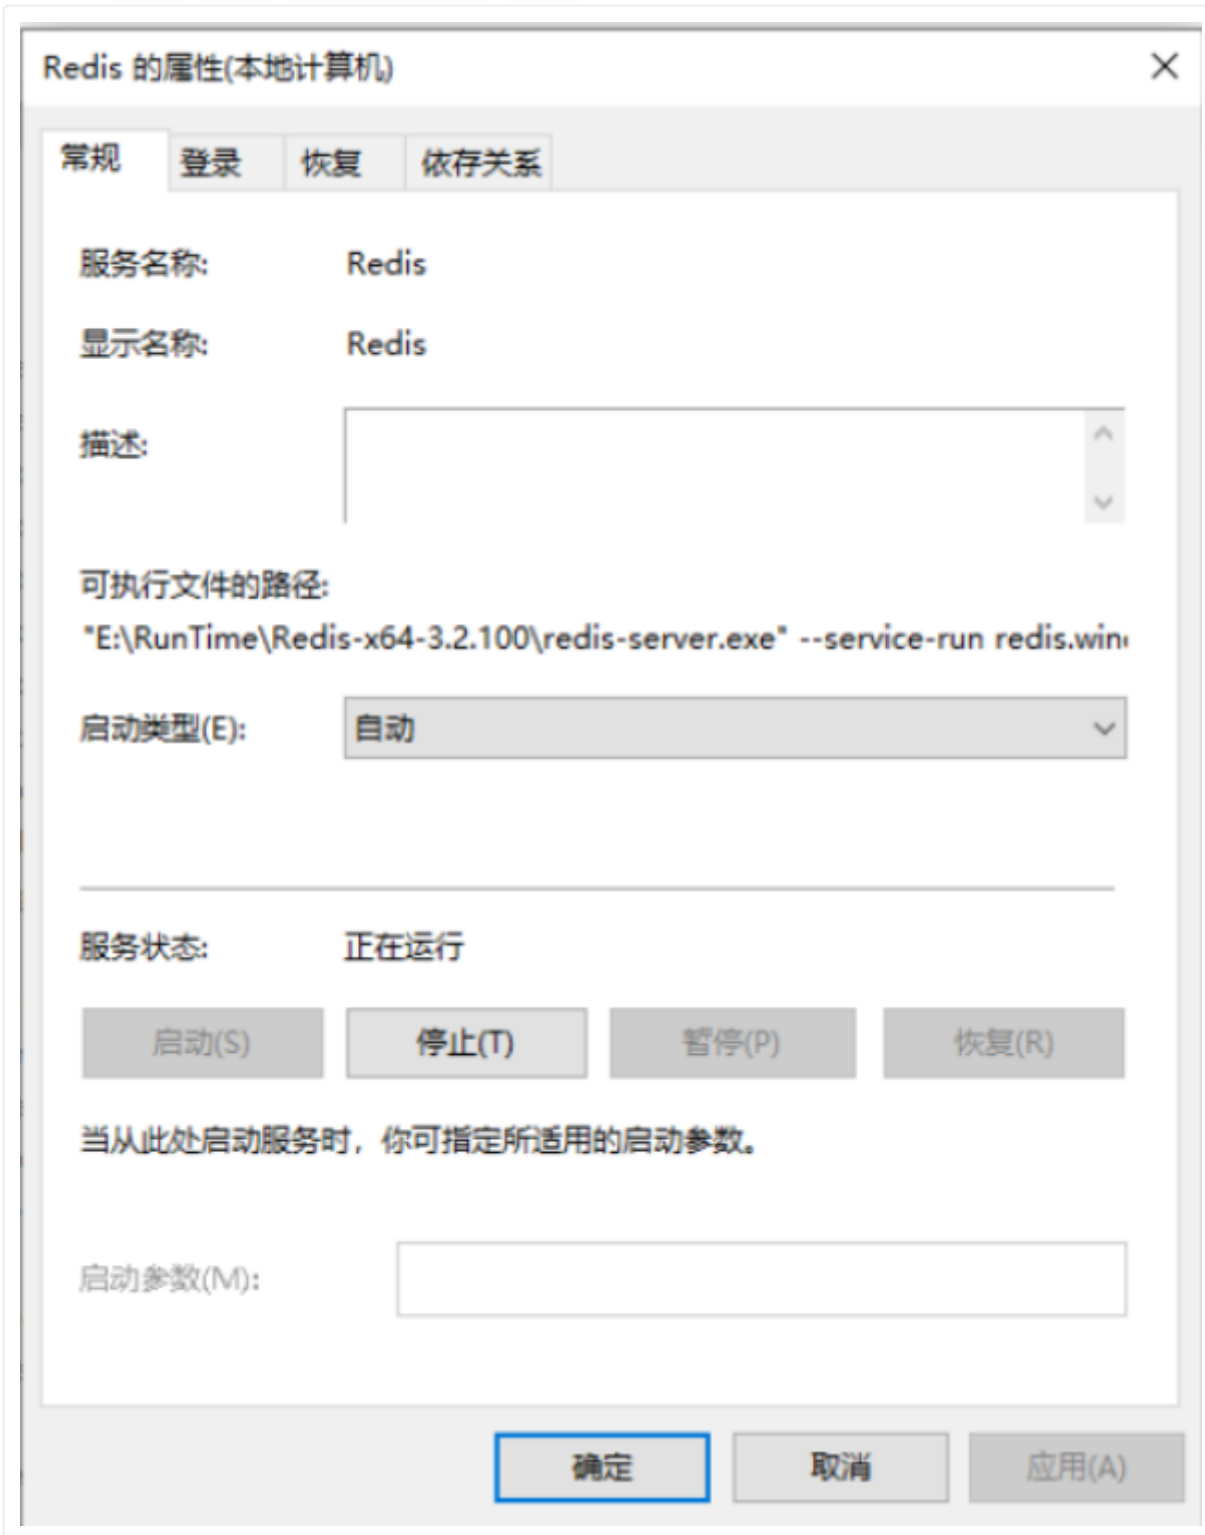 Redis 的属性(本地计算机)
常规 登录 恢复 依存关系
服务名称: Redis
显示名称: Redis
描述:
可执行文件的路径:
"E:\RunTime\Redis-x64-3.2.100\redis-server.exe" --service-run redis.win
启动类型(E): 自动
服务状态: 正在运行
启动(S) 停止(T) 暂停(P) 恢复(R)
当从此处启动服务时，你可指定所适用的启动参数。
启动参数(M):
确定 取消 应用(A)